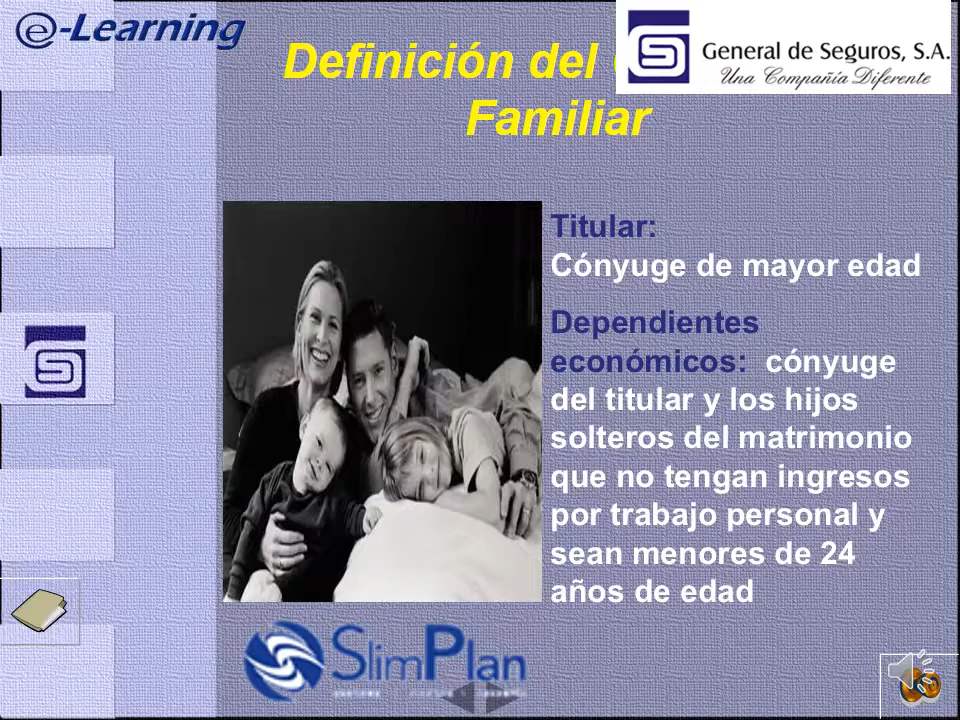 e-Learning
Definición del
Familiar
General de Seguros, S.A.
Una Compañía Diferente
Titular:
Cónyuge de mayor edad
Dependientes
económicos: cónyuge
del titular y los hijos
solteros del matrimonio
que no tengan ingresos
por trabajo personal y
sean menores de 24
años de edad
SlimPlan